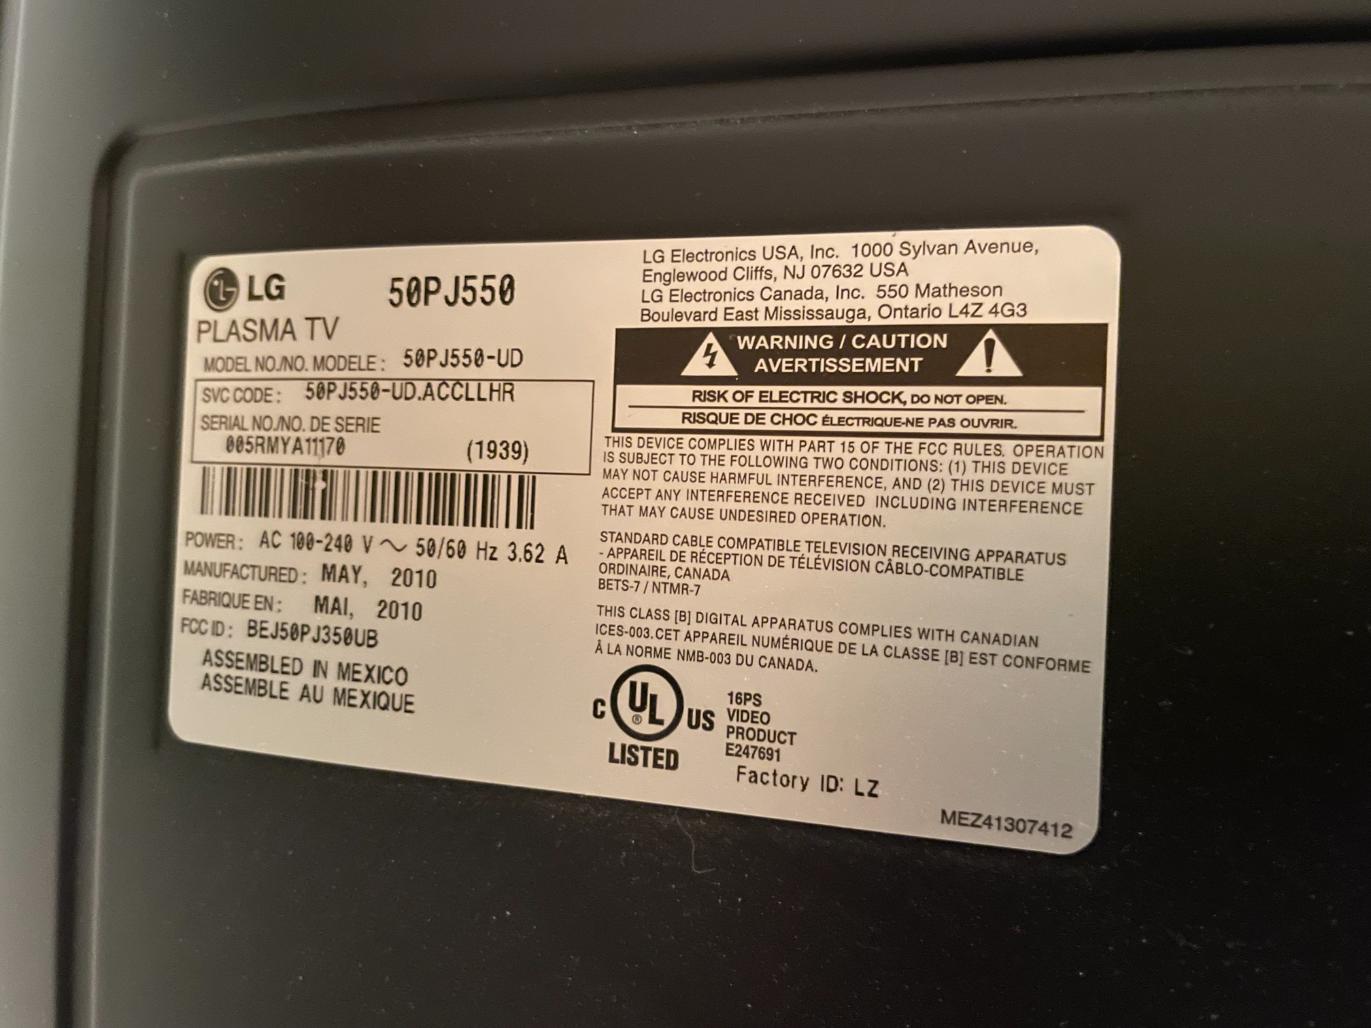 LG
50PJ550
PLASMA TV
MODEL NO./NO. MODELE : 50PJ550-UD
SVC CODE : 50PJ550-UD.ACCLLHR
SERIAL NO./NO. DE SERIE
005RMYA11170 (1939)
POWER : AC 100-240 V ~ 50/60 Hz 3.62 A
MANUFACTURED : MAY, 2010
FABRIQUE EN : MAI, 2010
FCC ID : BEJ50PJ350UB
ASSEMBLED IN MEXICO
ASSEMBLE AU MEXIQUE
LG Electronics USA, Inc. 1000 Sylvan Avenue,
Englewood Cliffs, NJ 07632 USA
LG Electronics Canada, Inc. 550 Matheson
Boulevard East Mississauga, Ontario L4Z 4G3
WARNING / CAUTION
AVERTISSEMENT
RISK OF ELECTRIC SHOCK, DO NOT OPEN.
RISQUE DE CHOC ÉLECTRIQUE-NE PAS OUVRIR.
THIS DEVICE COMPLIES WITH PART 15 OF THE FCC RULES. OPERATION
IS SUBJECT TO THE FOLLOWING TWO CONDITIONS: (1) THIS DEVICE
MAY NOT CAUSE HARMFUL INTERFERENCE, AND (2) THIS DEVICE MUST
ACCEPT ANY INTERFERENCE RECEIVED INCLUDING INTERFERENCE
THAT MAY CAUSE UNDESIRED OPERATION.
STANDARD CABLE COMPATIBLE TELEVISION RECEIVING APPARATUS
- APPAREIL DE RÉCEPTION DE TÉLÉVISION CÂBLO-COMPATIBLE
ORDINAIRE, CANADA
BETS-7 / NTMR-7
THIS CLASS [B] DIGITAL APPARATUS COMPLIES WITH CANADIAN
ICES-003.CET APPAREIL NUMÉRIQUE DE LA CLASSE [B] EST CONFORME
À LA NORME NMB-003 DU CANADA.
C UL ® US
LISTED
16PS
VIDEO
PRODUCT
E247691
Factory ID: LZ
MEZ41307412